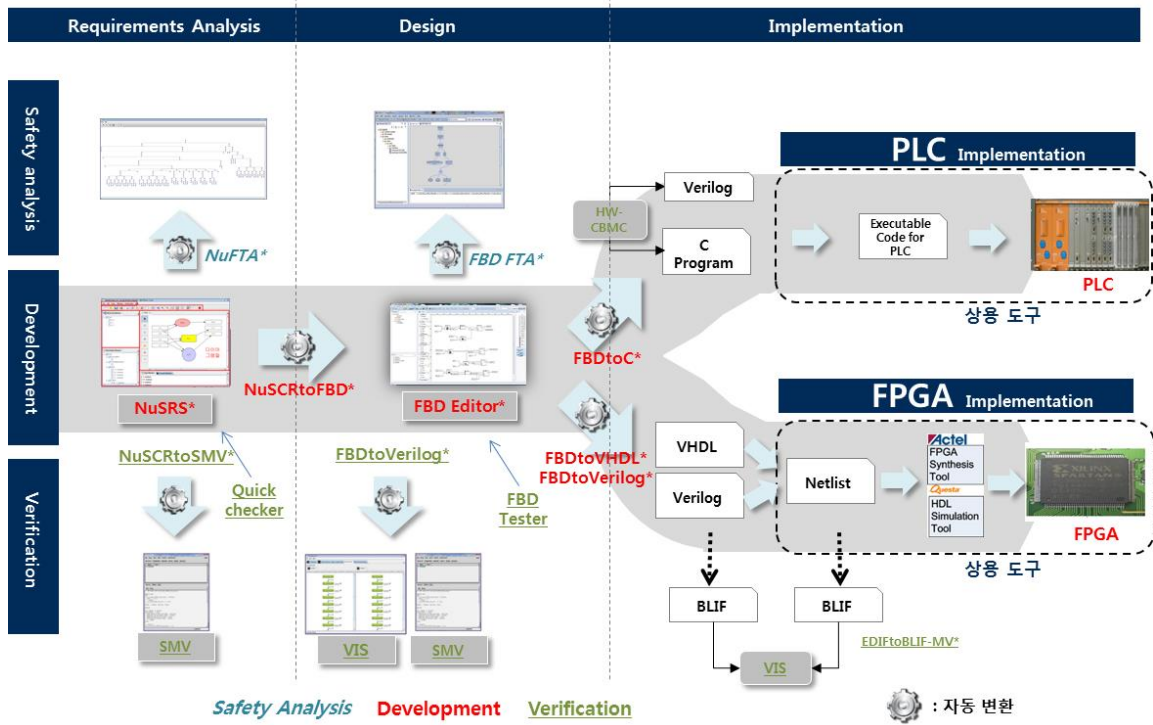 Requirements Analysis
Design
Implementation
Safety analysis
Development
Verification
NuFTA*
FBD FTA*
HW-
CBMC
Verilog
C
Program
PLC Implementation
Executable
Code for
PLC
PLC
상용 도구
NuSRS*
NuSCRtoFBD*
FBD Editor*
FBDtoC*
FBDtoVHDL*
FBDtoVerilog*
NuSCRtoSMV*
Quick
checker
FBDtoVerilog*
FBD
Tester
FPGA Implementation
VHDL
Verilog
Netlist
Actel
FPGA
Synthesis
Tool
Questa
HDL
Simulation
Tool
XILINX
SPARTAN
FPGA
상용 도구
SMV
VIS
SMV
BLIF
BLIF
EDIFtoBLIF-MV*
VIS
Safety Analysis Development Verification
: 자동 변환